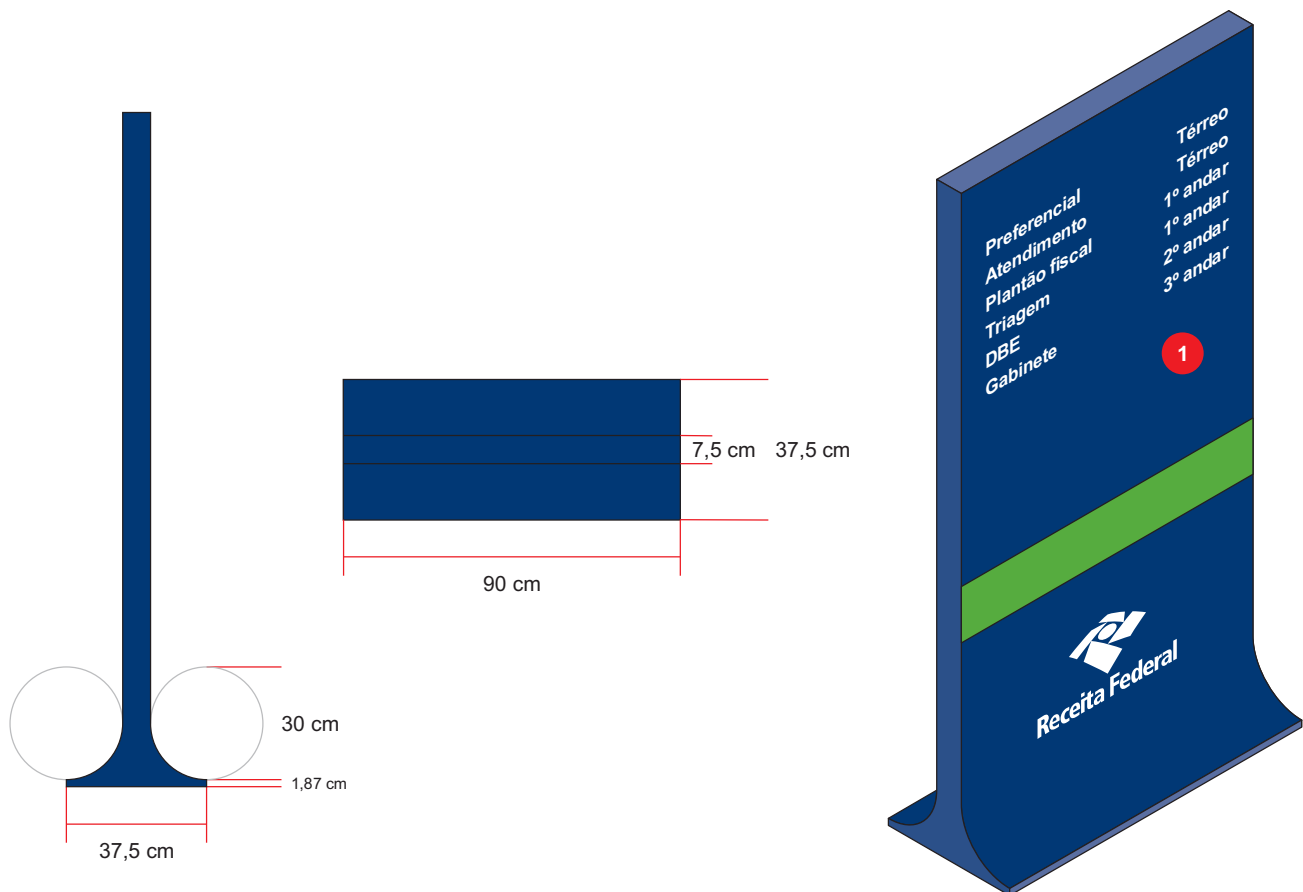 30 cm
1,87 cm
37,5 cm
7,5 cm
37,5 cm
90 cm
Preferencial Térreo
Atendimento Térreo
Plantão fiscal 1º andar
Triagem 1º andar
DBE 2º andar
Gabinete 3º andar
1
Receita Federal